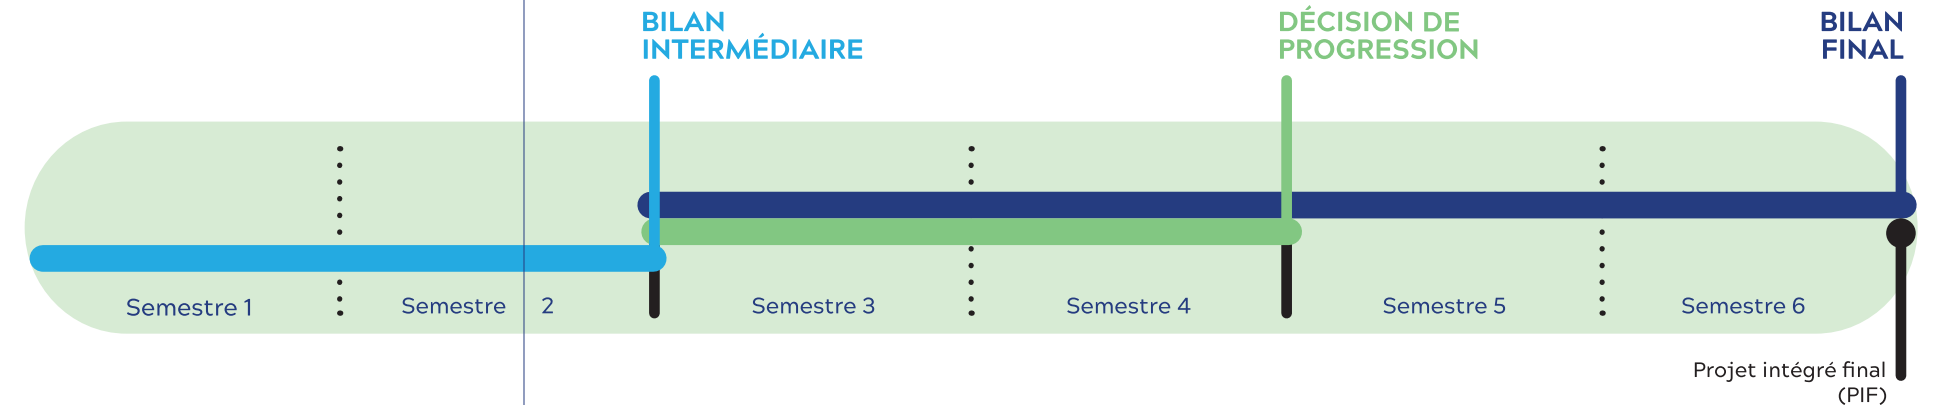 BILAN
INTERMÉDIAIRE
DÉCISION DE
PROGRESSION
BILAN
FINAL
Semestre 1
Semestre 2
Semestre 3
Semestre 4
Semestre 5
Semestre 6
Projet intégré final
(PIF)